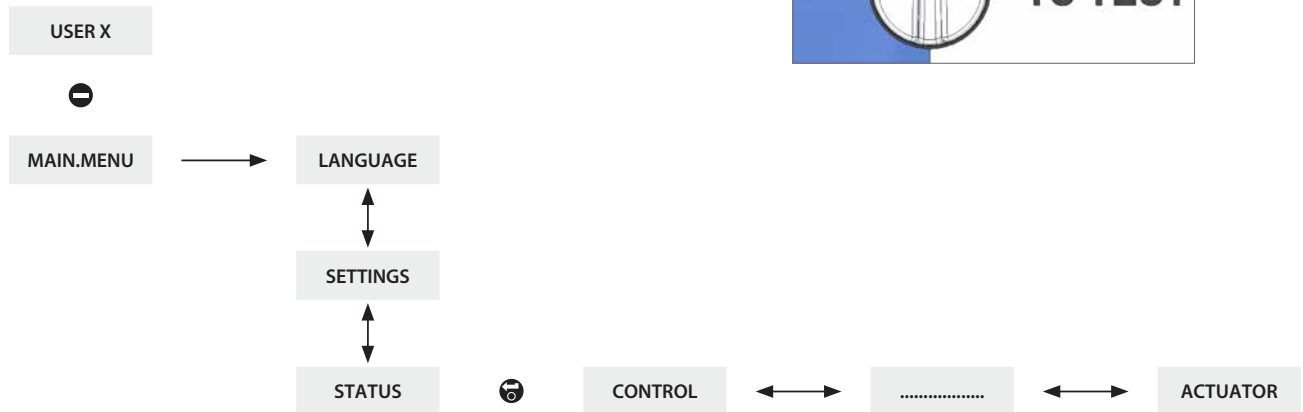 USER X
MAIN.MENU
LANGUAGE
SETTINGS
STATUS
CONTROL
..................
ACTUATOR